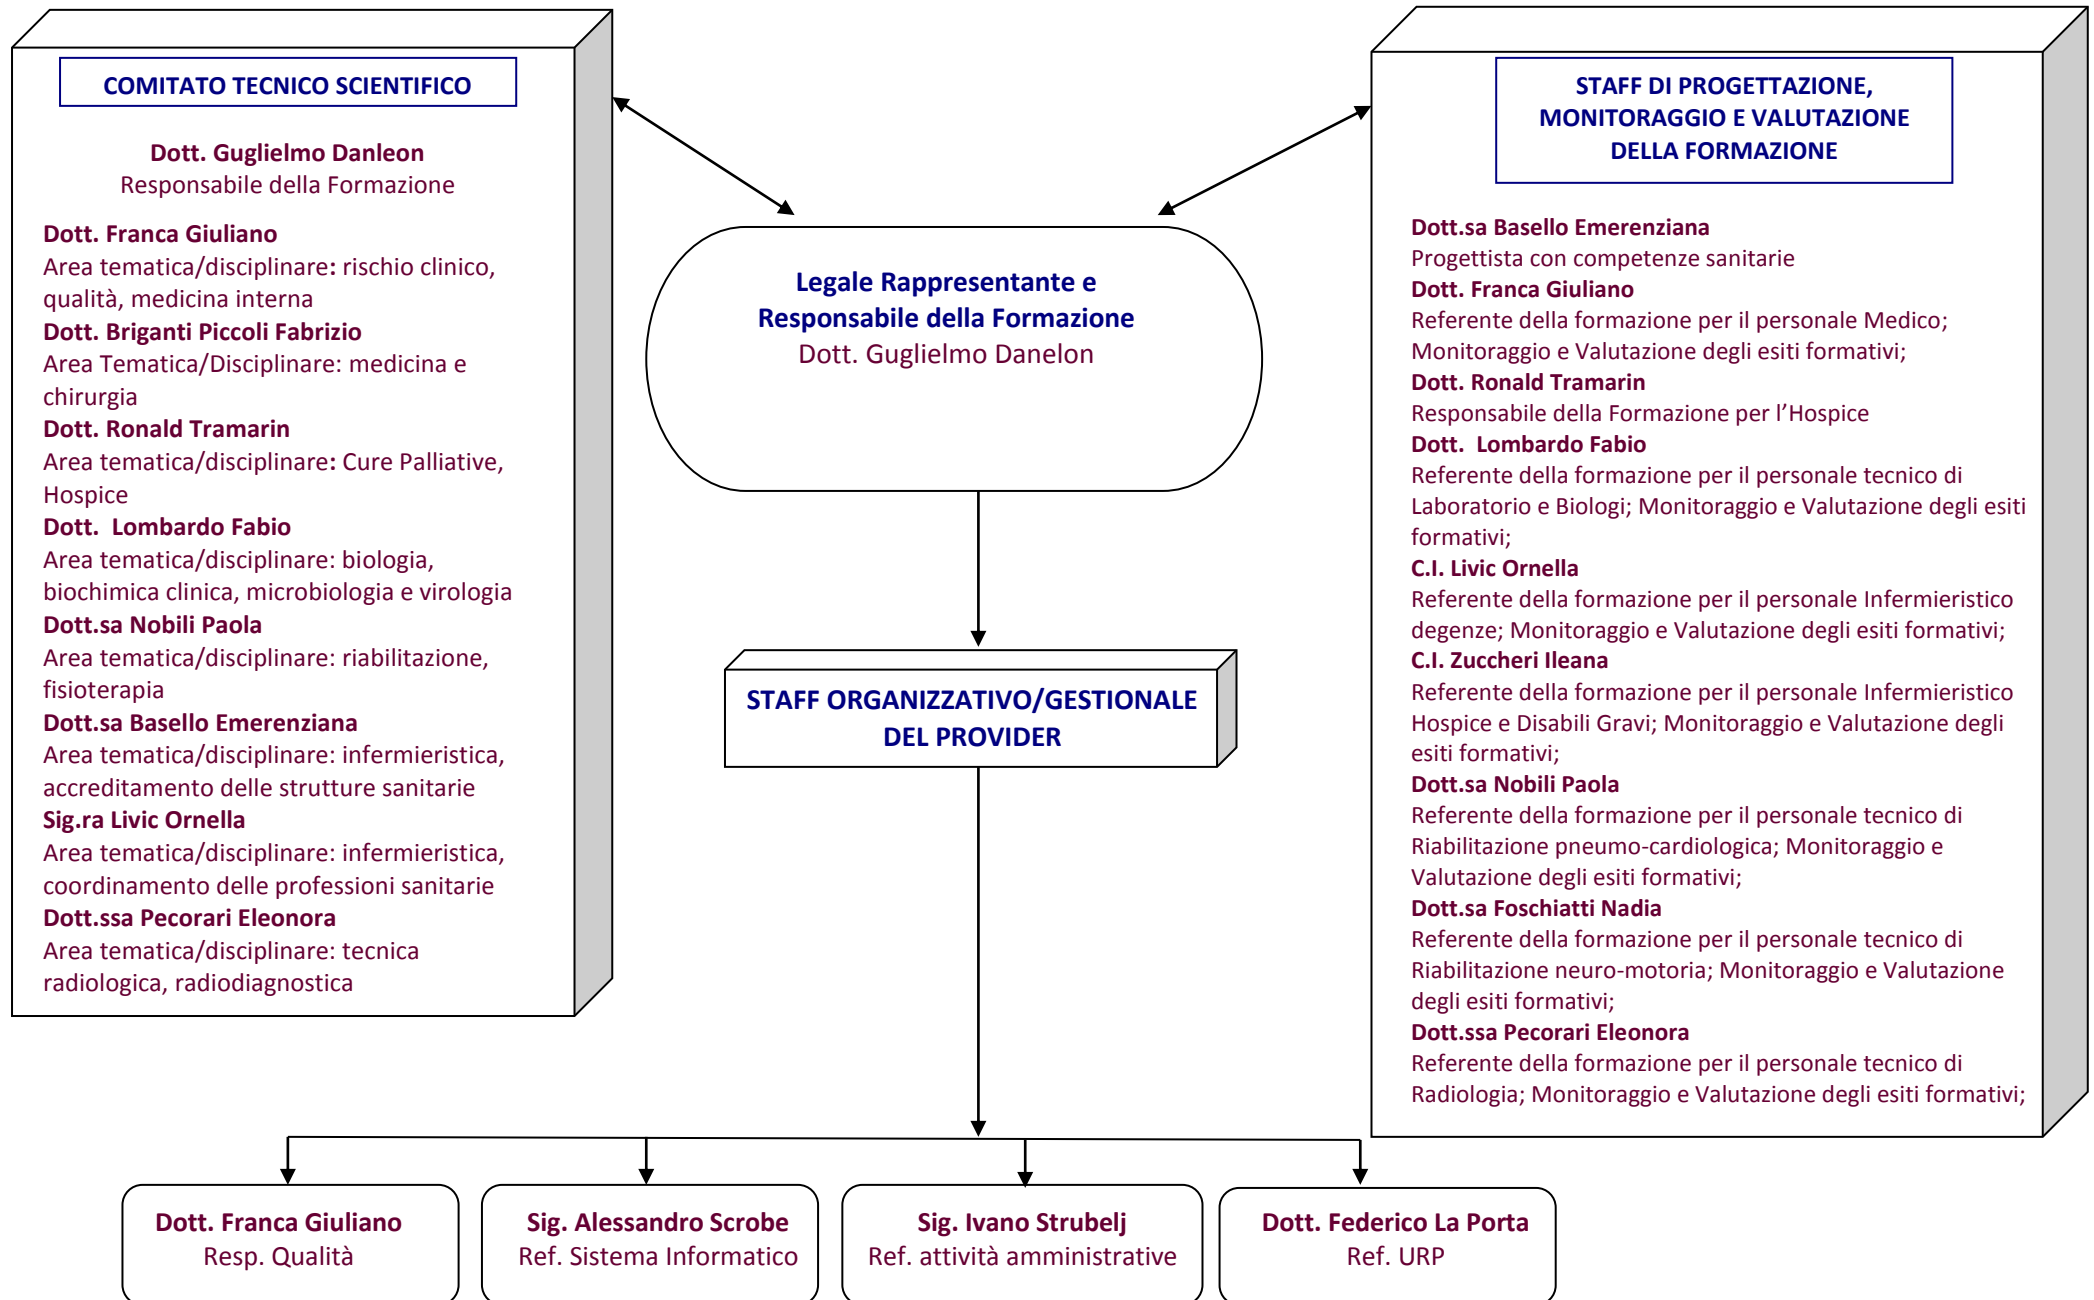 COMITATO TECNICO SCIENTIFICO
Dott. Guglielmo Danleon
Responsabile della Formazione
Dott. Franca Giuliano
Area tematica/disciplinare: rischio clinico,
qualità, medicina interna
Dott. Briganti Piccoli Fabrizio
Area Tematica/Disciplinare: medicina e
chirurgia
Dott. Ronald Tramarin
Area tematica/disciplinare: Cure Palliative,
Hospice
Dott. Lombardo Fabio
Area tematica/disciplinare: biologia,
biochimica clinica, microbiologia e virologia
Dott.sa Nobili Paola
Area tematica/disciplinare: riabilitazione,
fisioterapia
Dott.sa Basello Emerenziana
Area tematica/disciplinare: infermieristica,
accreditamento delle strutture sanitarie
Sig.ra Livic Ornella
Area tematica/disciplinare: infermieristica,
coordinamento delle professioni sanitarie
Dott.ssa Pecorari Eleonora
Area tematica/disciplinare: tecnica
radiologica, radiodiagnostica
Legale Rappresentante e
Responsabile della Formazione
Dott. Guglielmo Danelon
STAFF ORGANIZZATIVO/GESTIONALE
DEL PROVIDER
STAFF DI PROGETTAZIONE,
MONITORAGGIO E VALUTAZIONE
DELLA FORMAZIONE
Dott.sa Basello Emerenziana
Progettista con competenze sanitarie
Dott. Franca Giuliano
Referente della formazione per il personale Medico;
Monitoraggio e Valutazione degli esiti formativi;
Dott. Ronald Tramarin
Responsabile della Formazione per l’Hospice
Dott. Lombardo Fabio
Referente della formazione per il personale tecnico di
Laboratorio e Biologi; Monitoraggio e Valutazione degli esiti
formativi;
C.I. Livic Ornella
Referente della formazione per il personale Infermieristico
degenze; Monitoraggio e Valutazione degli esiti formativi;
C.I. Zuccheri Ileana
Referente della formazione per il personale Infermieristico
Hospice e Disabili Gravi; Monitoraggio e Valutazione degli
esiti formativi;
Dott.sa Nobili Paola
Referente della formazione per il personale tecnico di
Riabilitazione pneumo-cardiologica; Monitoraggio e
Valutazione degli esiti formativi;
Dott.sa Foschiatti Nadia
Referente della formazione per il personale tecnico di
Riabilitazione neuro-motoria; Monitoraggio e Valutazione
degli esiti formativi;
Dott.ssa Pecorari Eleonora
Referente della formazione per il personale tecnico di
Radiologia; Monitoraggio e Valutazione degli esiti formativi;
Dott. Franca Giuliano
Resp. Qualità
Sig. Alessandro Scrobe
Ref. Sistema Informatico
Sig. Ivano Strubelj
Ref. attività amministrative
Dott. Federico La Porta
Ref. URP